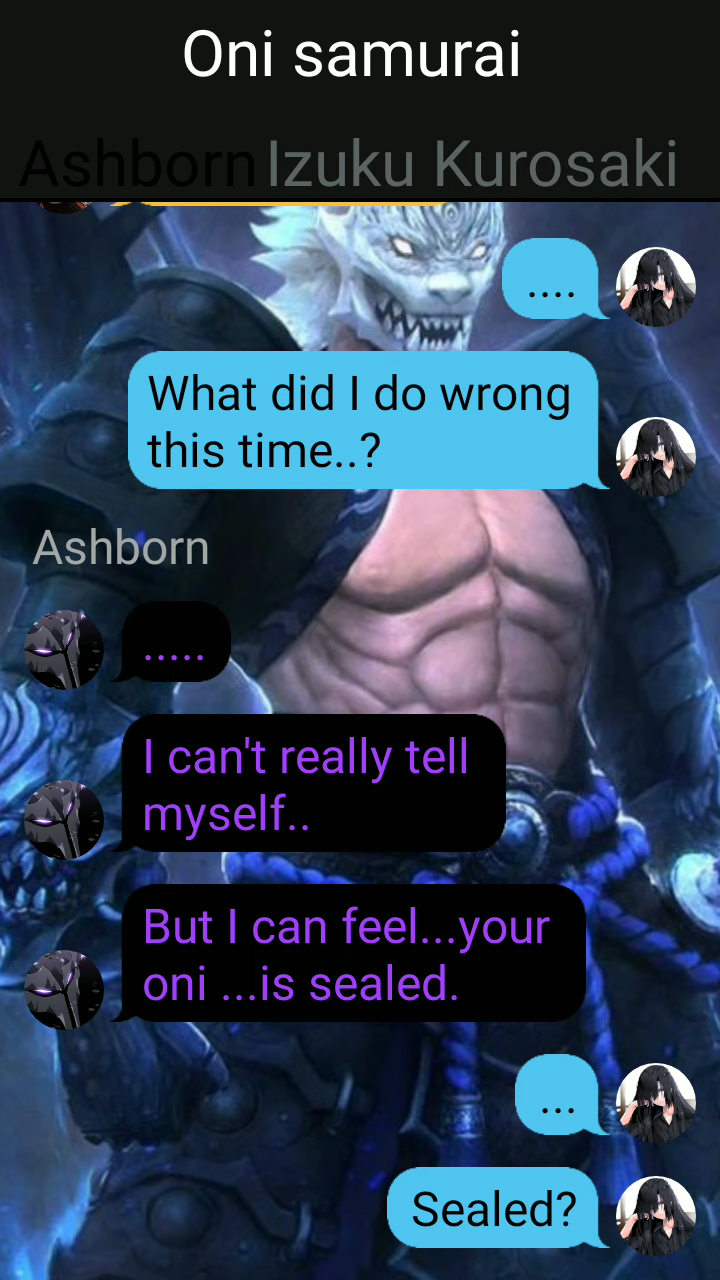 Oni samurai
Ashborn Izuku Kurosaki
....
What did I do wrong
this time..?
Ashborn
.....
I can't really tell
myself..
But I can feel...your
oni ...is sealed.
...
Sealed?